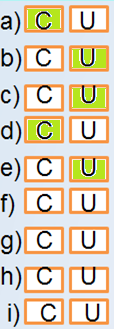 a) C U
b) C U
c) C U
d) C U
e) C U
f) C U
g) C U
h) C U
i) C U